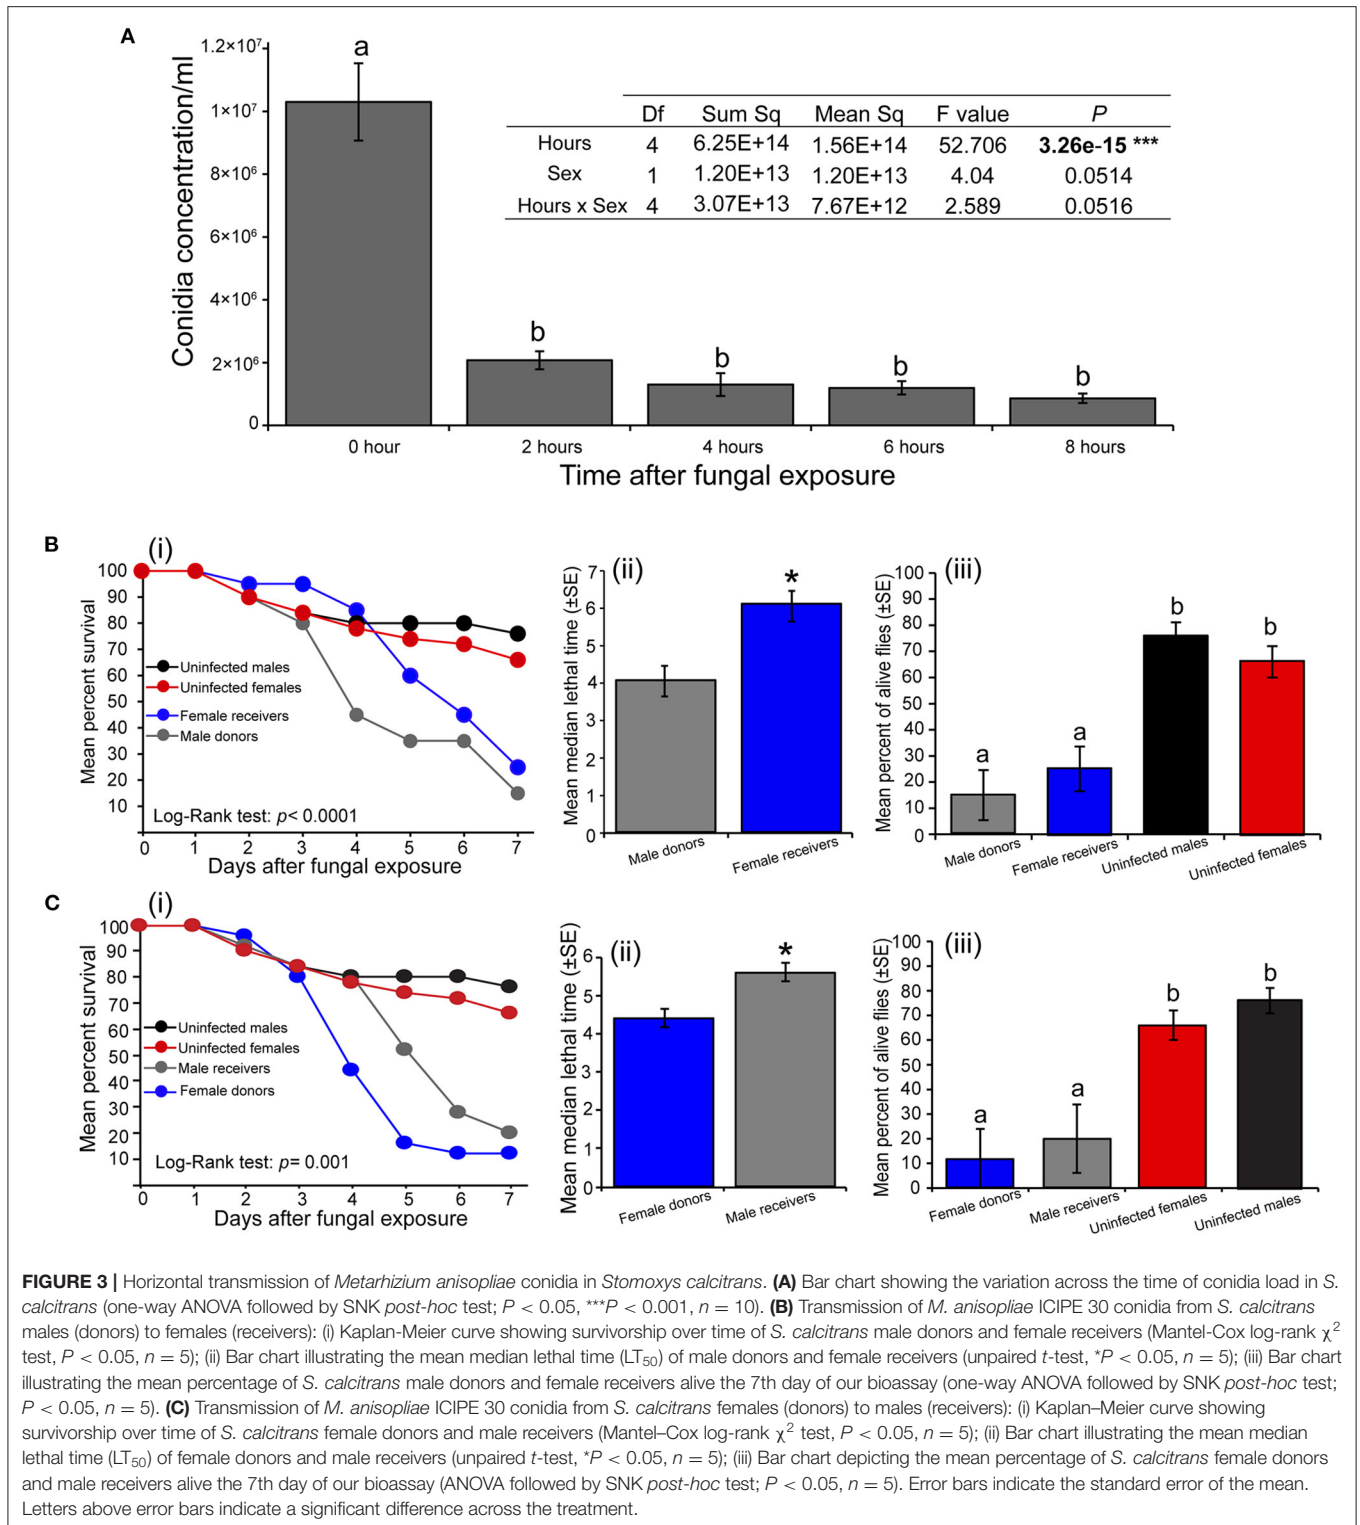 A
1.2×10⁷
1×10⁷
8×10⁶
6×10⁶
4×10⁶
2×10⁶
0
Conidia concentration/ml
a
b
b
b
b
0 hour 2 hours 4 hours 6 hours 8 hours
Time after fungal exposure
Df Sum Sq Mean Sq F value P
Hours 4 6.25E+14 1.56E+14 52.706 3.26e-15 ***
Sex 1 1.20E+13 1.20E+13 4.04 0.0514
Hours x Sex 4 3.07E+13 7.67E+12 2.589 0.0516
B
(i)
Mean percent survival
100
90
80
70
60
50
40
30
20
10
Uninfected males
Uninfected females
Female receivers
Male donors
Log-Rank test: p< 0.0001
0 1 2 3 4 5 6 7
Days after fungal exposure
(ii)
Mean median lethal time (±SE)
7
6
5
4
3
2
1
0
*
Male donors Female receivers
(iii)
Mean percent of alive flies (±SE)
100
90
80
70
60
50
40
30
20
10
0
a
a
b
b
Male donors Female receivers Uninfected males Uninfected females
C
(i)
Mean percent survival
100
90
80
70
60
50
40
30
20
10
Uninfected males
Uninfected females
Male receivers
Female donors
Log-Rank test: p= 0.001
0 1 2 3 4 5 6 7
Days after fungal exposure
(ii)
Mean median lethal time (±SE)
6
5
4
3
2
1
0
*
Female donors Male receivers
(iii)
Mean percent of alive flies (±SE)
100
90
80
70
60
50
40
30
20
10
0
a
a
b
b
Female donors Male receivers Uninfected females Uninfected males
FIGURE 3 | Horizontal transmission of Metarhizium anisopliae conidia in Stomoxys calcitrans. (A) Bar chart showing the variation across the time of conidia load in S.
calcitrans (one-way ANOVA followed by SNK post-hoc test; P < 0.05, ***P < 0.001, n = 10). (B) Transmission of M. anisopliae ICIPE 30 conidia from S. calcitrans
males (donors) to females (receivers): (i) Kaplan-Meier curve showing survivorship over time of S. calcitrans male donors and female receivers (Mantel-Cox log-rank χ²
test, P < 0.05, n = 5); (ii) Bar chart illustrating the mean median lethal time (LT₅₀) of male donors and female receivers (unpaired t-test, *P < 0.05, n = 5); (iii) Bar chart
illustrating the mean percentage of S. calcitrans male donors and female receivers alive the 7th day of our bioassay (one-way ANOVA followed by SNK post-hoc test;
P < 0.05, n = 5). (C) Transmission of M. anisopliae ICIPE 30 conidia from S. calcitrans females (donors) to males (receivers): (i) Kaplan–Meier curve showing
survivorship over time of S. calcitrans female donors and male receivers (Mantel–Cox log-rank χ² test, P < 0.05, n = 5); (ii) Bar chart illustrating the mean median
lethal time (LT₅₀) of female donors and male receivers (unpaired t-test, *P < 0.05, n = 5); (iii) Bar chart depicting the mean percentage of S. calcitrans female donors
and male receivers alive the 7th day of our bioassay (ANOVA followed by SNK post-hoc test; P < 0.05, n = 5). Error bars indicate the standard error of the mean.
Letters above error bars indicate a significant difference across the treatment.